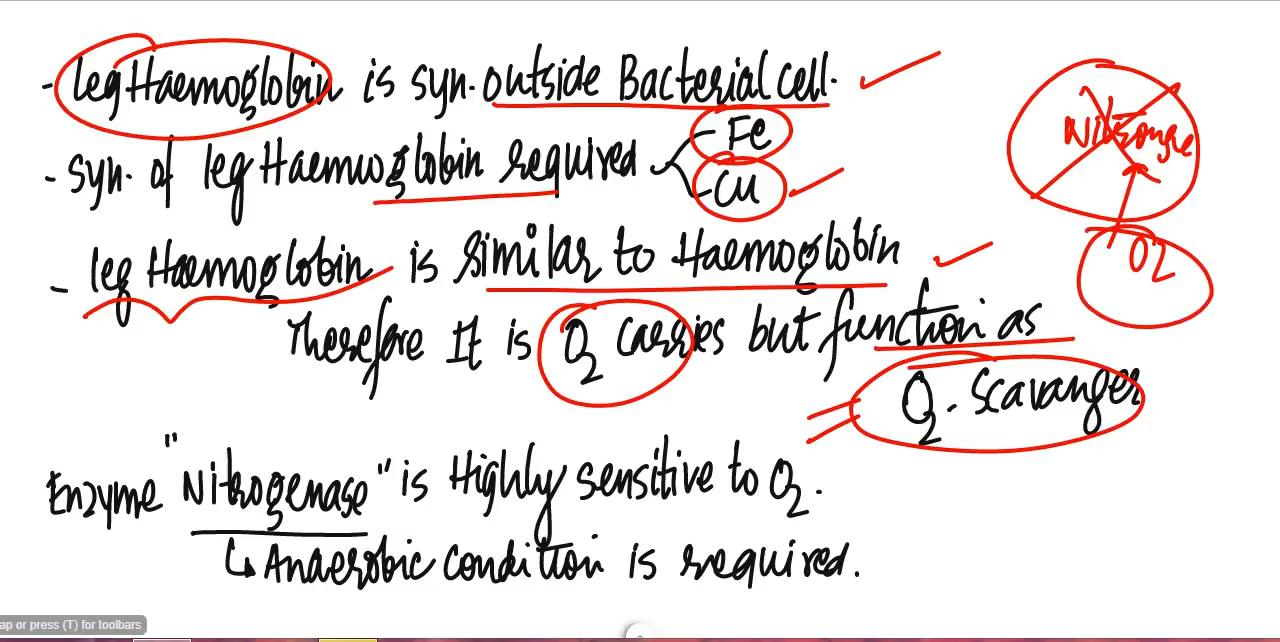 - leg Haemoglobin is syn. outside Bacterial cell.
- syn. of leg Haemoglobin required - Fe
- Cu
Nitrogenase
O2
- leg Haemoglobin is similar to Haemoglobin
Therefore It is O2 carries but function as
O2 - Scavanger
Enzyme "Nitrogenase" is Highly sensitive to O2.
↳ Anaerobic condition is required.
ap or press (T) for toolbars